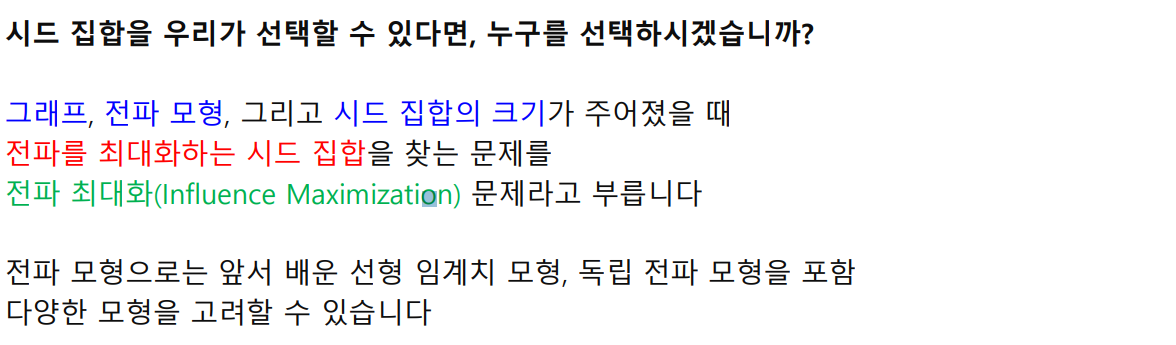 시드 집합을 우리가 선택할 수 있다면, 누구를 선택하시겠습니까?
그래프, 전파 모형, 그리고 시드 집합의 크기가 주어졌을 때
전파를 최대화하는 시드 집합을 찾는 문제를
전파 최대화(Influence Maximization) 문제라고 부릅니다
전파 모형으로는 앞서 배운 선형 임계치 모형, 독립 전파 모형을 포함
다양한 모형을 고려할 수 있습니다